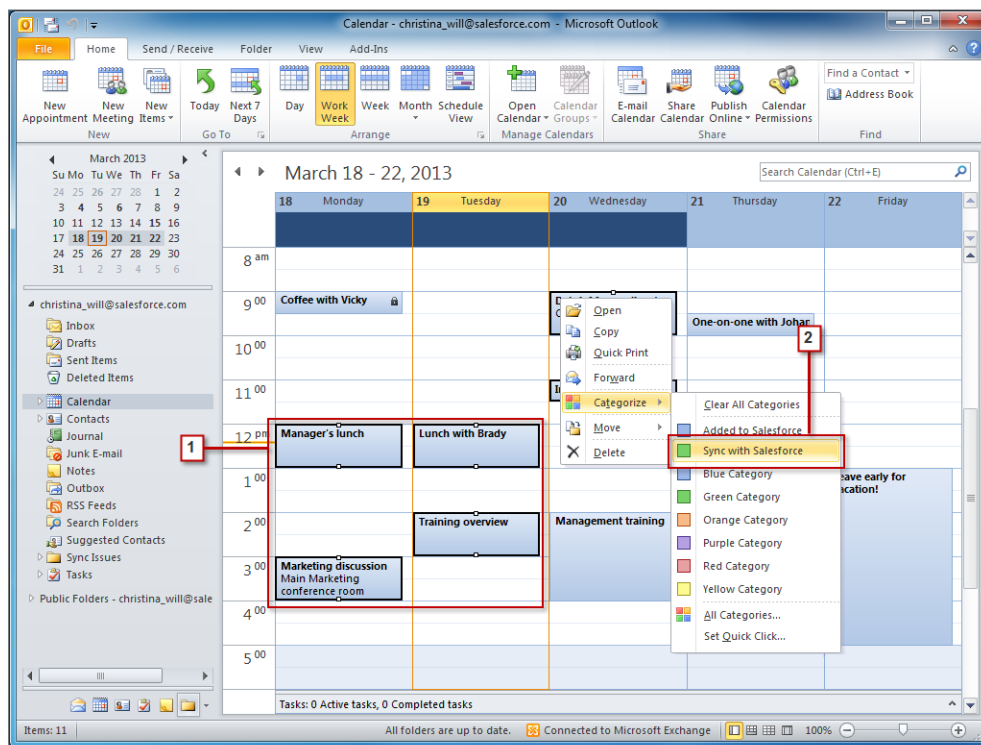 Calendar - christina_will@salesforce.com - Microsoft Outlook
File Home Send / Receive Folder View Add-Ins
New Appointment
New Meeting
New Items
New
Today
Next 7 Days
Go To
Day
Work Week
Week
Month
Schedule View
Arrange
Open Calendar
Calendar Groups
Manage Calendars
E-mail Calendar
Share Calendar
Publish Online
Calendar Permissions
Share
Find a Contact
Address Book
Find
March 2013
Su Mo Tu We Th Fr Sa
24 25 26 27 28 1 2
3 4 5 6 7 8 9
10 11 12 13 14 15 16
17 18 19 20 21 22 23
24 25 26 27 28 29 30
31 1 2 3 4 5 6
christina_will@salesforce.com
Inbox
Drafts
Sent Items
Deleted Items
Calendar
Contacts
Journal
Junk E-mail
Notes
Outbox
RSS Feeds
Search Folders
Suggested Contacts
Sync Issues
Tasks
Public Folders - christina_will@sale
March 18 - 22, 2013
Search Calendar (Ctrl+E)
18 Monday
19 Tuesday
20 Wednesday
21 Thursday
22 Friday
8 am
9 00
10 00
11 00
12 pm
1 00
2 00
3 00
4 00
5 00
Coffee with Vicky
One-on-one with Johar
Manager's lunch
Lunch with Brady
Training overview
Management training
Marketing discussion
Main Marketing
conference room
early for
1
2
Open
Copy
Quick Print
Forward
Categorize
Move
Delete
Clear All Categories
Added to Salesforce
Sync with Salesforce
Blue Category
Green Category
Orange Category
Purple Category
Red Category
Yellow Category
All Categories...
Set Quick Click...
Tasks: 0 Active tasks, 0 Completed tasks
Items: 11
All folders are up to date.
Connected to Microsoft Exchange
100%